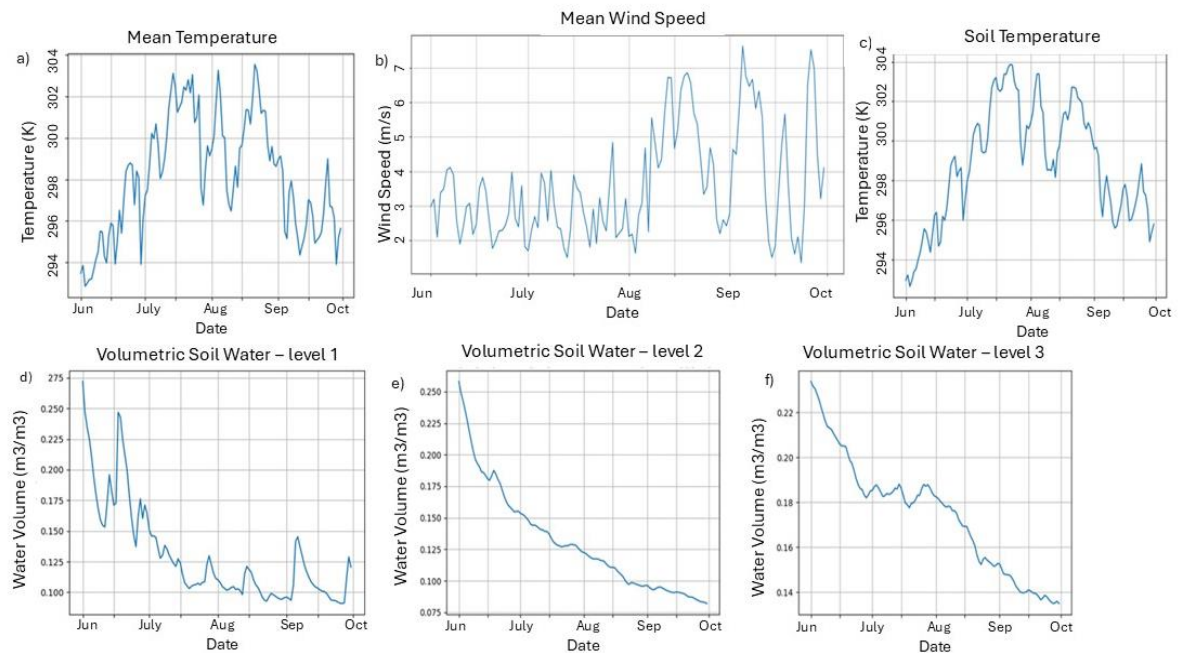 a)
Mean Temperature
Temperature (K)
304
302
300
298
296
294
Jun July Aug Sep Oct
Date
b)
Mean Wind Speed
Wind Speed (m/s)
7
6
5
4
3
2
Jun July Aug Sep Oct
Date
c)
Soil Temperature
Temperature (K)
304
302
300
298
296
294
Jun July Aug Sep Oct
Date
d)
Volumetric Soil Water – level 1
Water Volume (m3/m3)
275
0.250
0.225
0.200
0.175
0.150
0.125
0.100
Jun July Aug Sep Oct
Date
e)
Volumetric Soil Water – level 2
Water Volume (m3/m3)
0.250
0.225
0.200
0.175
0.150
0.125
0.100
0.075
Jun July Aug Sep Oct
Date
f)
Volumetric Soil Water – level 3
Water Volume (m3/m3)
0.22
0.20
0.18
0.16
0.14
Jun July Aug Sep Oct
Date